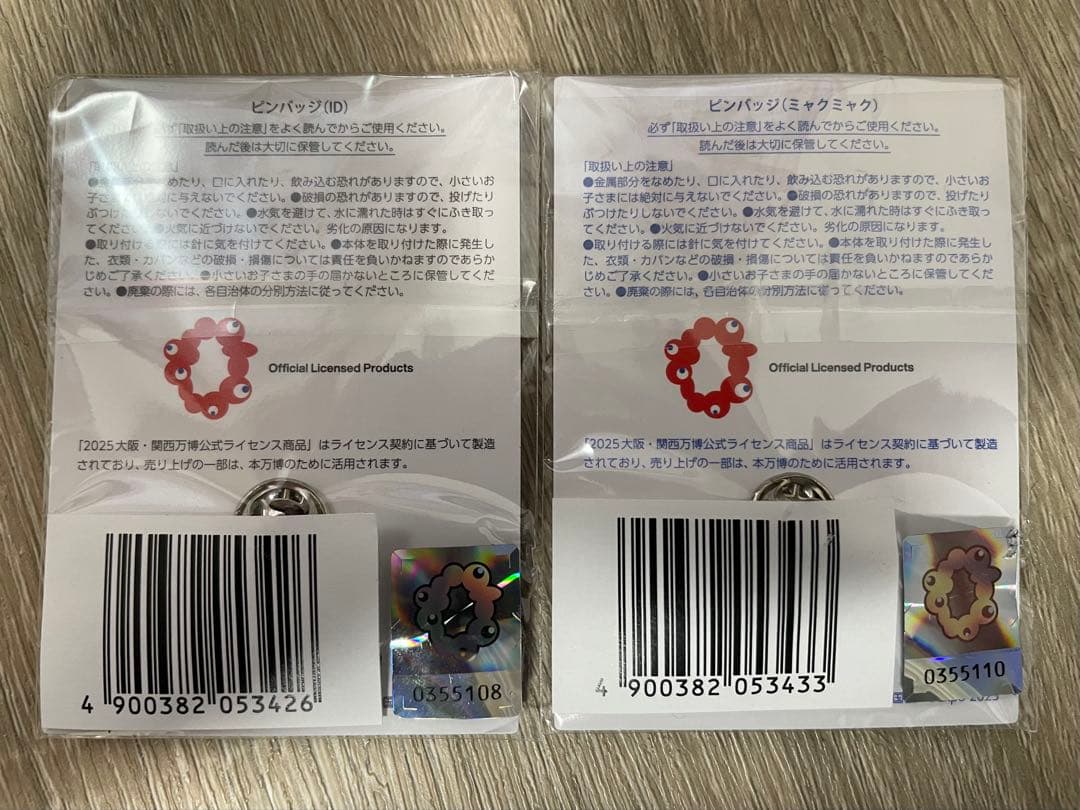 ピンバッジ(ID)
「取扱い上の注意」をよく読んでからご使用ください。
読んだ後は大切に保管してください。
めたり、口に入れたり、飲み込む恐れがありますので、小さいお
子さま に与えないでください。●破損の恐れがありますので、投げたり
ぶつけたりしないでください。●水気を避けて、水に濡れた時はすぐにふき取っ
てください。●火気に近づけないでください。劣化の原因になります。
●取り付ける際には針に気を付けてください。●本体を取り付けた際に発生し
た、衣類・カバンなどの破損・損傷については責任を負いかねますのであらか
じめご了承ください。●小さいお子さまの手の届かないところに保管してくだ
さい。●廃棄の際には、各自治体の分別方法に従ってください。
Official Licensed Products
「2025大阪・関西万博公式ライセンス商品」はライセンス契約に基づいて製造
されており、売り上げの一部は、本万博のために活用されます。
4 900382 053426
0355108
ピンバッジ(ミャクミャク)
必ず「取扱い上の注意」をよく読んでからご使用ください。
読んだ後は大切に保管してください。
「取扱い上の注意」
●金属部分をなめたり、口に入れたり、飲み込む恐れがありますので、小さいお
子さまには絶対に与えないでください。●破損の恐れがありますので、投げたり
ぶつけたりしないでください。●水気を避けて、水に濡れた時はすぐにふき取っ
てください。●火気に近づけないでください。劣化の原因になります。
●取り付ける際には針に気を付けてください。●本体を取り付けた際に発生し
た、衣類・カバンなどの破損・損傷については責任を負いかねますのであらか
じめご了承ください。●小さいお子さまの手の届かないところに保管してくだ
さい。●廃棄の際には、各自治体の分別方法に従ってください。
Official Licensed Products
「2025大阪・関西万博公式ライセンス商品」はライセンス契約に基づいて製造
されており、売り上げの一部は、本万博のために活用されます。
4 900382 053433
0355110